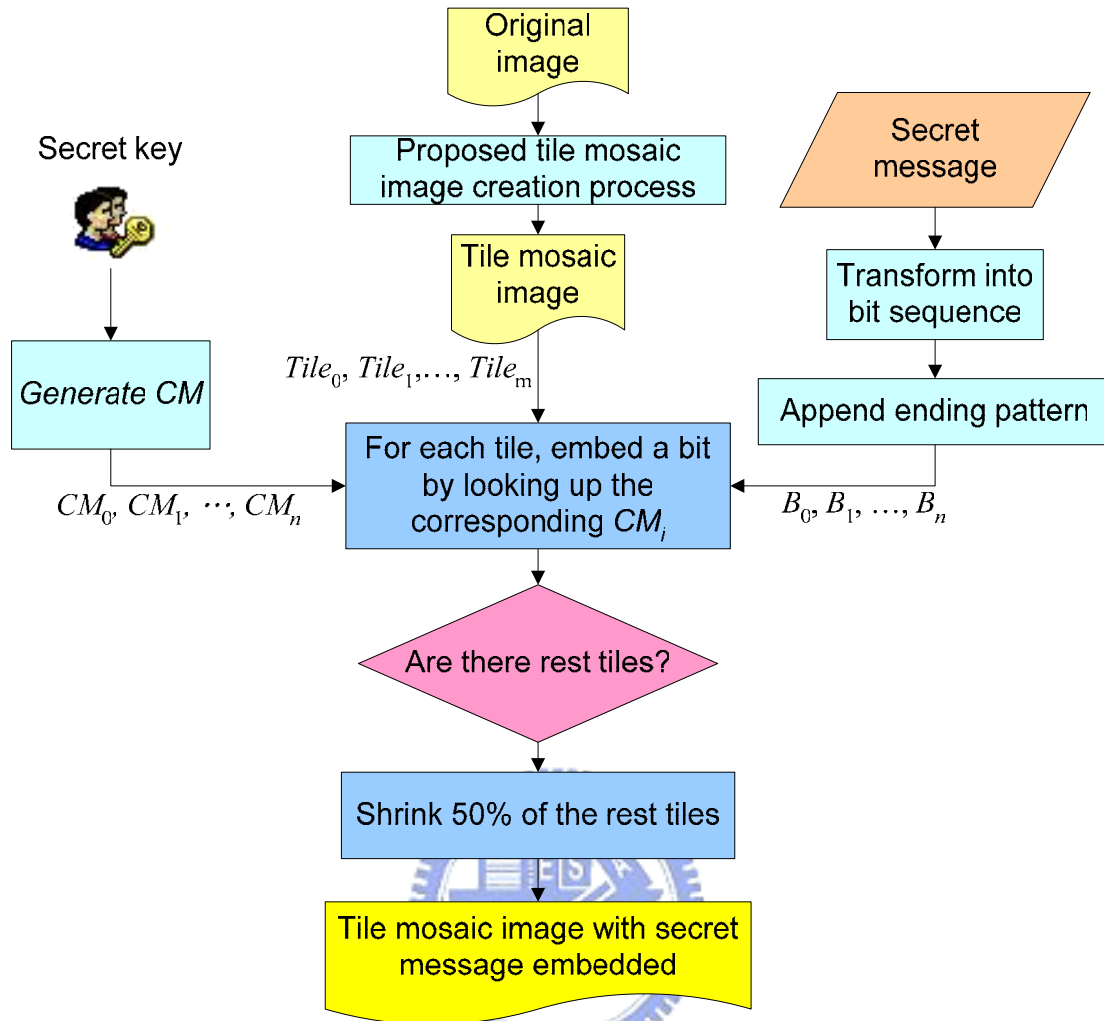 Original
image
Secret key
Proposed tile mosaic
image creation process
Secret
message
Tile mosaic
image
Transform into
bit sequence
Generate CM
Tile₀, Tile₁,…, Tileₘ
Append ending pattern
For each tile, embed a bit
by looking up the
corresponding CMᵢ
CM₀, CM₁, …, CMₙ
B₀, B₁, …, Bₙ
Are there rest tiles?
Shrink 50% of the rest tiles
ESA
Tile mosaic image with secret
message embedded